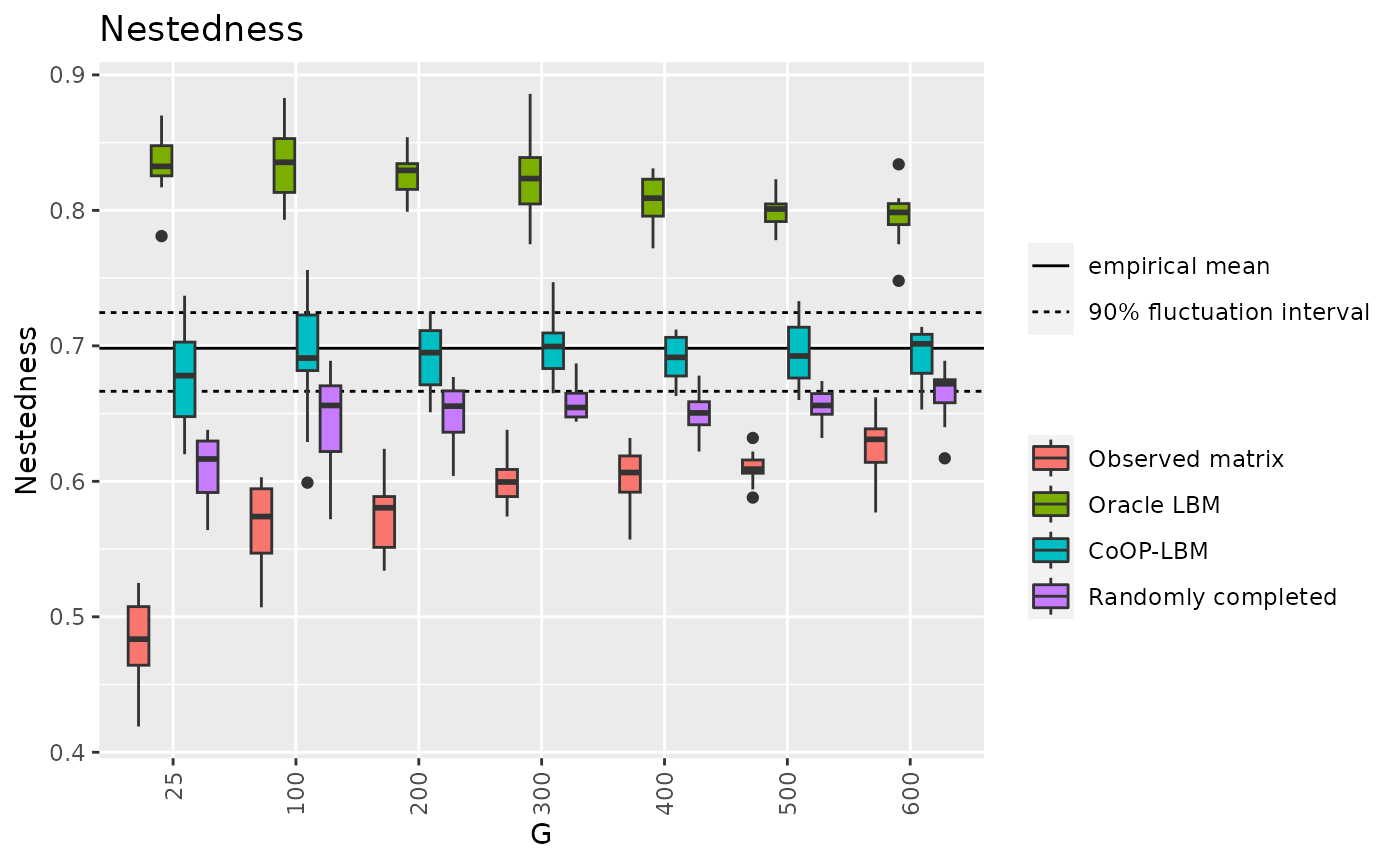 Nestedness
Nestedness
0.9
0.8
0.7
0.6
0.5
0.4
25
100
200
300
400
500
600
G
empirical mean
90% fluctuation interval
Observed matrix
Oracle LBM
CoOP-LBM
Randomly completed